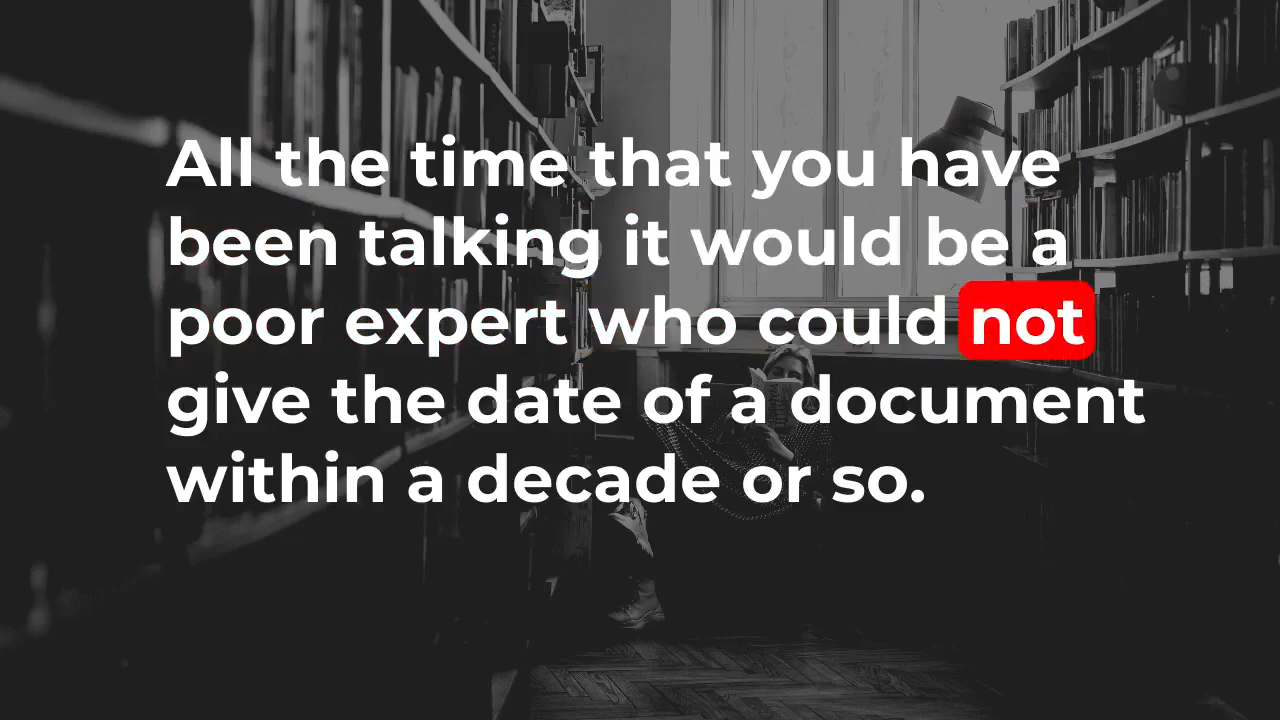 All the time that you have
been talking it would be a
poor expert who could not
give the date of a document
within a decade or so.